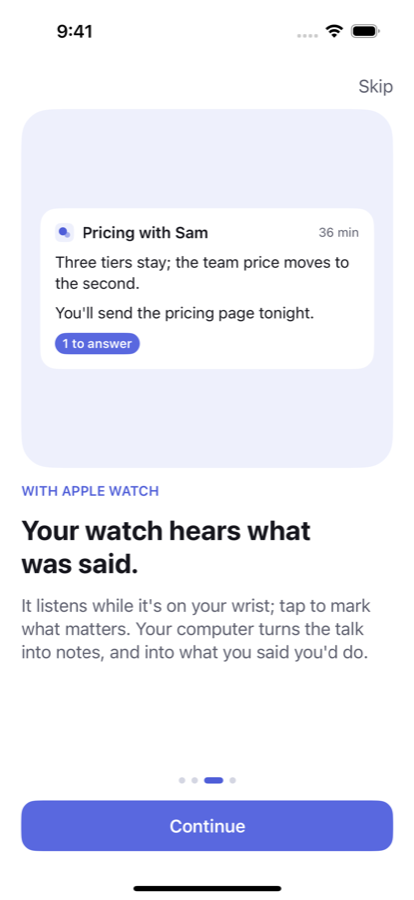 9:41
Skip
Pricing with Sam
36 min
Three tiers stay; the team price moves to
the second.
You'll send the pricing page tonight.
1 to answer
WITH APPLE WATCH
Your watch hears what
was said.
It listens while it's on your wrist; tap to mark
what matters. Your computer turns the talk
into notes, and into what you said you'd do.
Continue